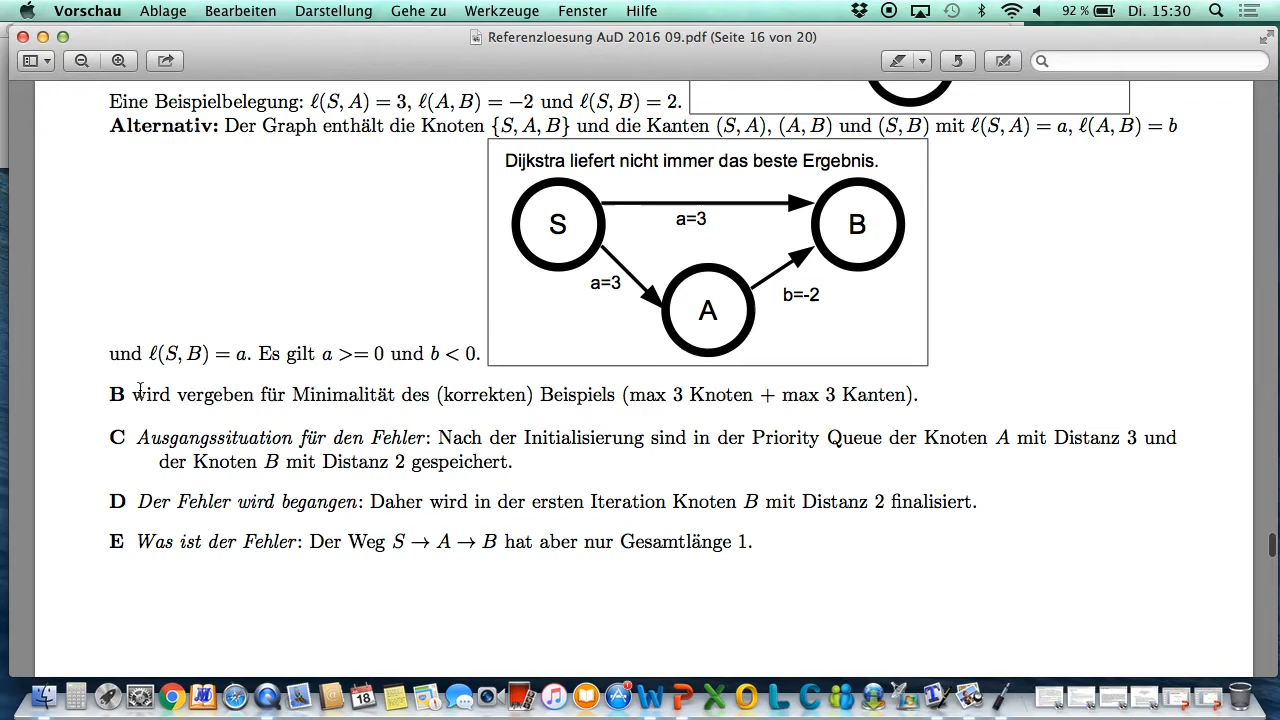 Vorschau Ablage Bearbeiten Darstellung Gehe zu Werkzeuge Fenster Hilfe 92 % Di. 15:30
Referenzloesung AuD 2016 09.pdf (Seite 16 von 20)
Eine Beispielbelegung: ℓ(S, A) = 3, ℓ(A, B) = −2 und ℓ(S, B) = 2.
Alternativ: Der Graph enthält die Knoten {S, A, B} und die Kanten (S, A), (A, B) und (S, B) mit ℓ(S, A) = a, ℓ(A, B) = b
Dijkstra liefert nicht immer das beste Ergebnis.
S
a=3
B
a=3
A
b=-2
und ℓ(S, B) = a. Es gilt a >= 0 und b < 0.
B wird vergeben für Minimalität des (korrekten) Beispiels (max 3 Knoten + max 3 Kanten).
C Ausgangssituation für den Fehler: Nach der Initialisierung sind in der Priority Queue der Knoten A mit Distanz 3 und
der Knoten B mit Distanz 2 gespeichert.
D Der Fehler wird begangen: Daher wird in der ersten Iteration Knoten B mit Distanz 2 finalisiert.
E Was ist der Fehler: Der Weg S → A → B hat aber nur Gesamtlänge 1.
18